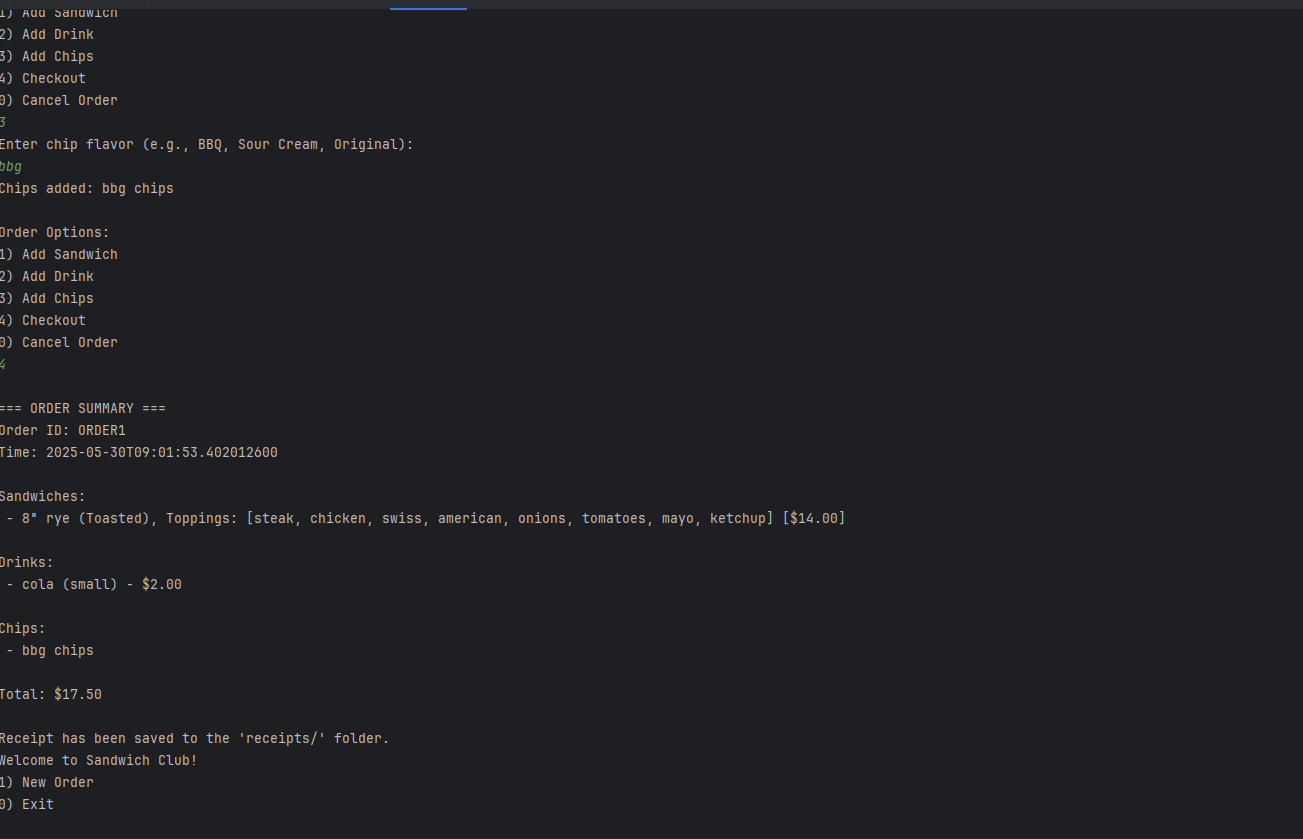 1) Add Sandwich
2) Add Drink
3) Add Chips
4) Checkout
0) Cancel Order
3
Enter chip flavor (e.g., BBQ, Sour Cream, Original):
bbg
Chips added: bbg chips
Order Options:
1) Add Sandwich
2) Add Drink
3) Add Chips
4) Checkout
0) Cancel Order
4
=== ORDER SUMMARY ===
Order ID: ORDER1
Time: 2025-05-30T09:01:53.402012600
Sandwiches:
- 8" rye (Toasted), Toppings: [steak, chicken, swiss, american, onions, tomatoes, mayo, ketchup] [$14.00]
Drinks:
- cola (small) - $2.00
Chips:
- bbg chips
Total: $17.50
Receipt has been saved to the 'receipts/' folder.
Welcome to Sandwich Club!
1) New Order
0) Exit